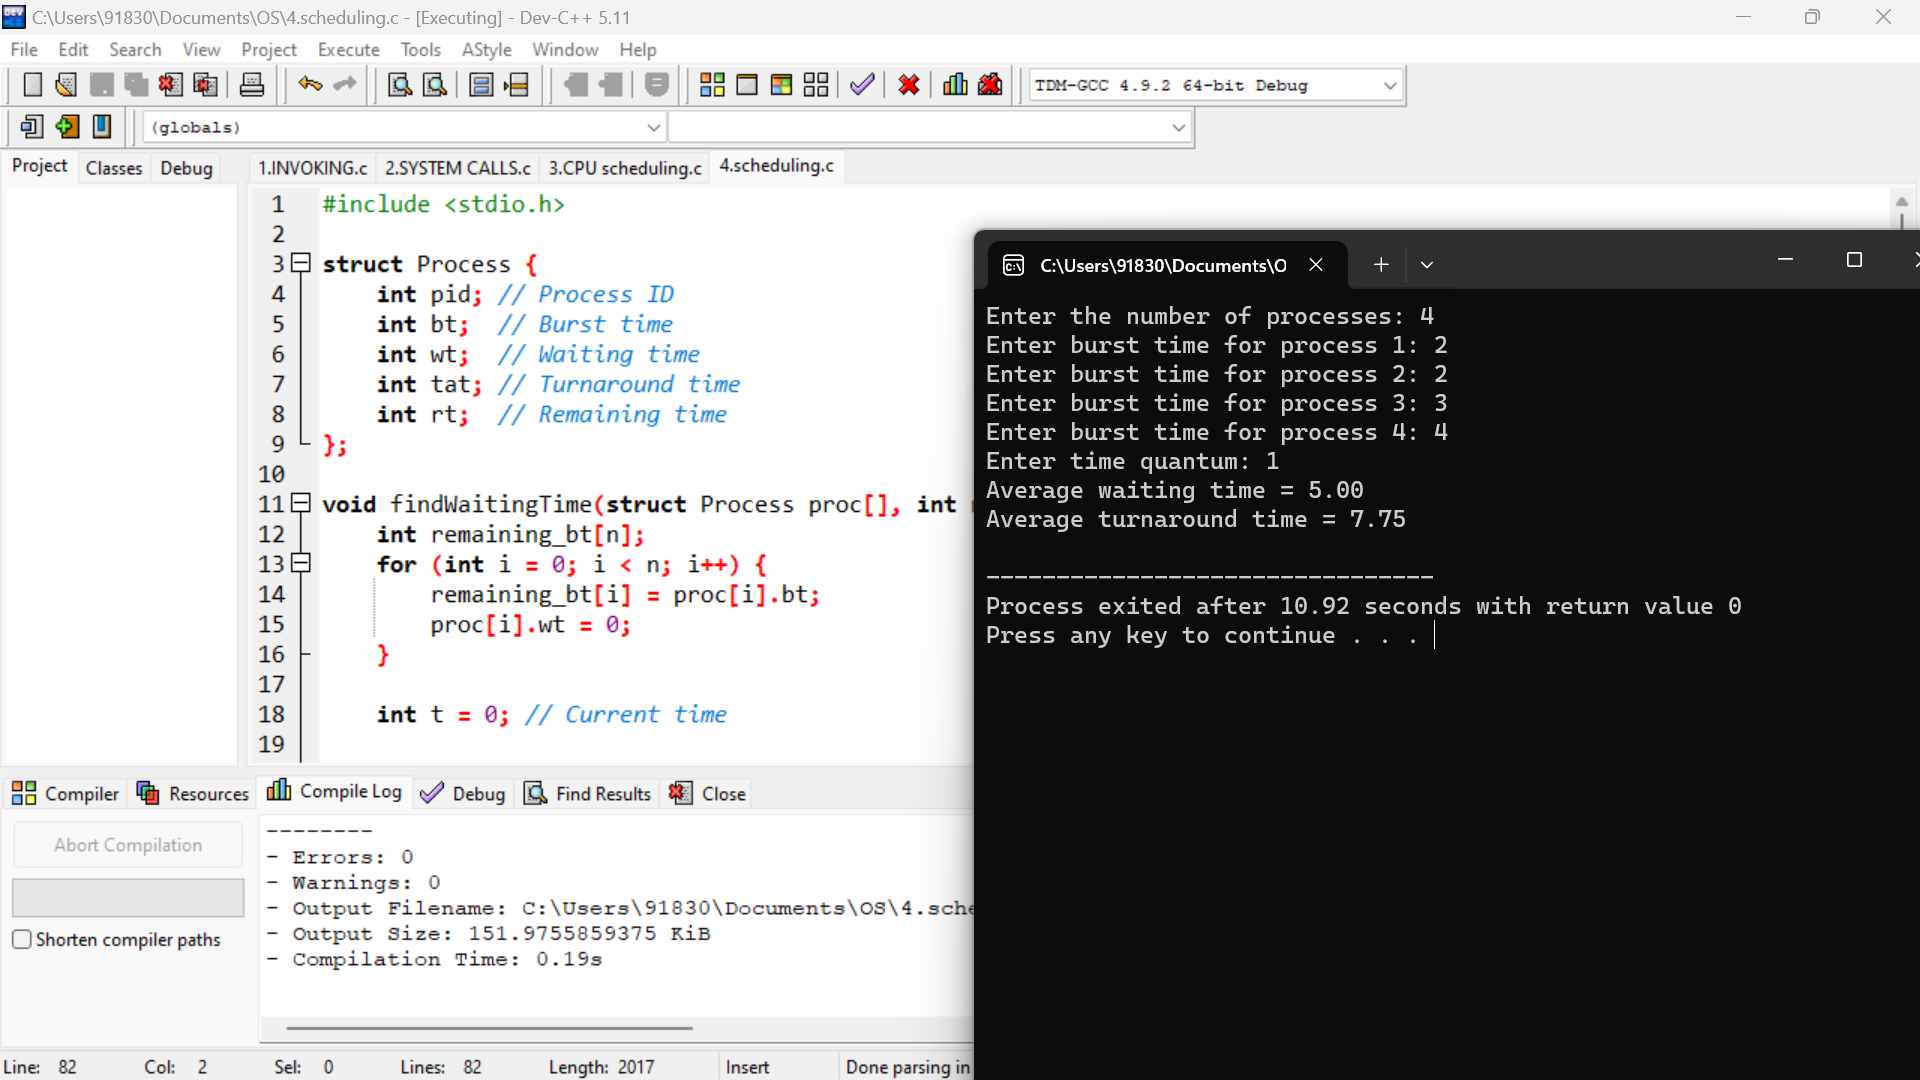 C:\Users\91830\Documents\OS\4.scheduling.c - [Executing] - Dev-C++ 5.11
File Edit Search View Project Execute Tools AStyle Window Help
TDM-GCC 4.9.2 64-bit Debug
(globals)
Project Classes Debug
1.INVOKING.c 2.SYSTEM CALLS.c 3.CPU scheduling.c 4.scheduling.c
1 #include <stdio.h>
2
3 struct Process {
4 int pid; // Process ID
5 int bt; // Burst time
6 int wt; // Waiting time
7 int tat; // Turnaround time
8 int rt; // Remaining time
9 };
10
11 void findWaitingTime(struct Process proc[], int
12 int remaining_bt[n];
13 for (int i = 0; i < n; i++) {
14 remaining_bt[i] = proc[i].bt;
15 proc[i].wt = 0;
16 }
17
18 int t = 0; // Current time
19
C:\Users\91830\Documents\O
Enter the number of processes: 4
Enter burst time for process 1: 2
Enter burst time for process 2: 2
Enter burst time for process 3: 3
Enter burst time for process 4: 4
Enter time quantum: 1
Average waiting time = 5.00
Average turnaround time = 7.75
--------------------------------
Process exited after 10.92 seconds with return value 0
Press any key to continue . . .
Compiler Resources Compile Log Debug Find Results Close
Abort Compilation
Shorten compiler paths
--------
- Errors: 0
- Warnings: 0
- Output Filename: C:\Users\91830\Documents\OS\4.sche
- Output Size: 151.9755859375 KiB
- Compilation Time: 0.19s
Line: 82 Col: 2 Sel: 0 Lines: 82 Length: 2017 Insert Done parsing in